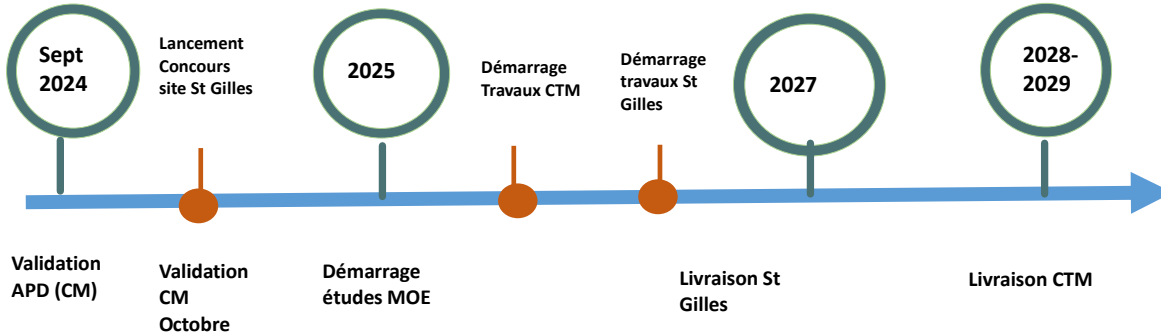 Sept
2024
Lancement
Concours
site St Gilles
2025
Démarrage
Travaux CTM
Démarrage
travaux St
Gilles
2027
2028-
2029
Validation
APD (CM)
Validation
CM
Octobre
Démarrage
études MOE
Livraison St
Gilles
Livraison CTM